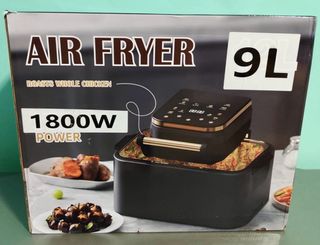 AIR FRYER
9L
ROASTS WHOLE CHICKEN
1800W
POWER